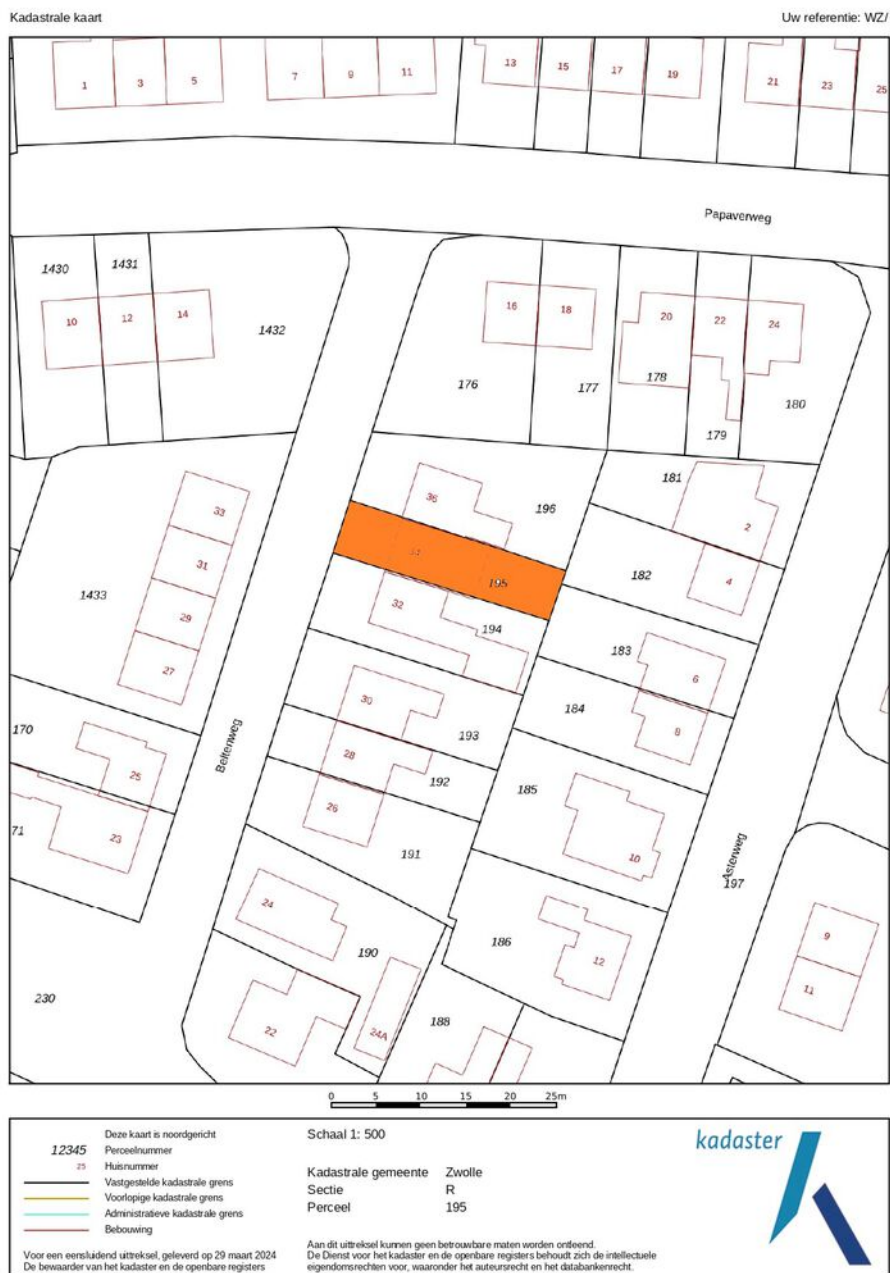 Kadastrale kaart
Uw referentie: WZ/
1
3
5
7
9
11
13
15
17
19
21
23
25
Papaverweg
1430
1431
10
12
14
1432
16
18
20
22
24
176
177
178
179
180
181
33
36
196
2
31
195
182
4
1433
29
32
194
183
6
27
30
184
8
170
Beltenweg
193
28
192
25
185
26
71
23
191
10
Asterweg
197
24
190
186
12
9
11
230
22
24A
188
0 5 10 15 20 25m
Deze kaart is noordgericht
12345 Perceelnummer
25 Huisnummer
Vastgestelde kadastrale grens
Voorlopige kadastrale grens
Administratieve kadastrale grens
Bebouwing
Voor een eensluidend uittreksel, geleverd op 29 maart 2024
De bewaarder van het kadaster en de openbare registers
Schaal 1: 500
Kadastrale gemeente Zwolle
Sectie R
Perceel 195
Aan dit uittreksel kunnen geen betrouwbare maten worden ontleend.
De Dienst voor het kadaster en de openbare registers behoudt zich de intellectuele
eigendomsrechten voor, waaronder het auteursrecht en het databankenrecht.
kadaster